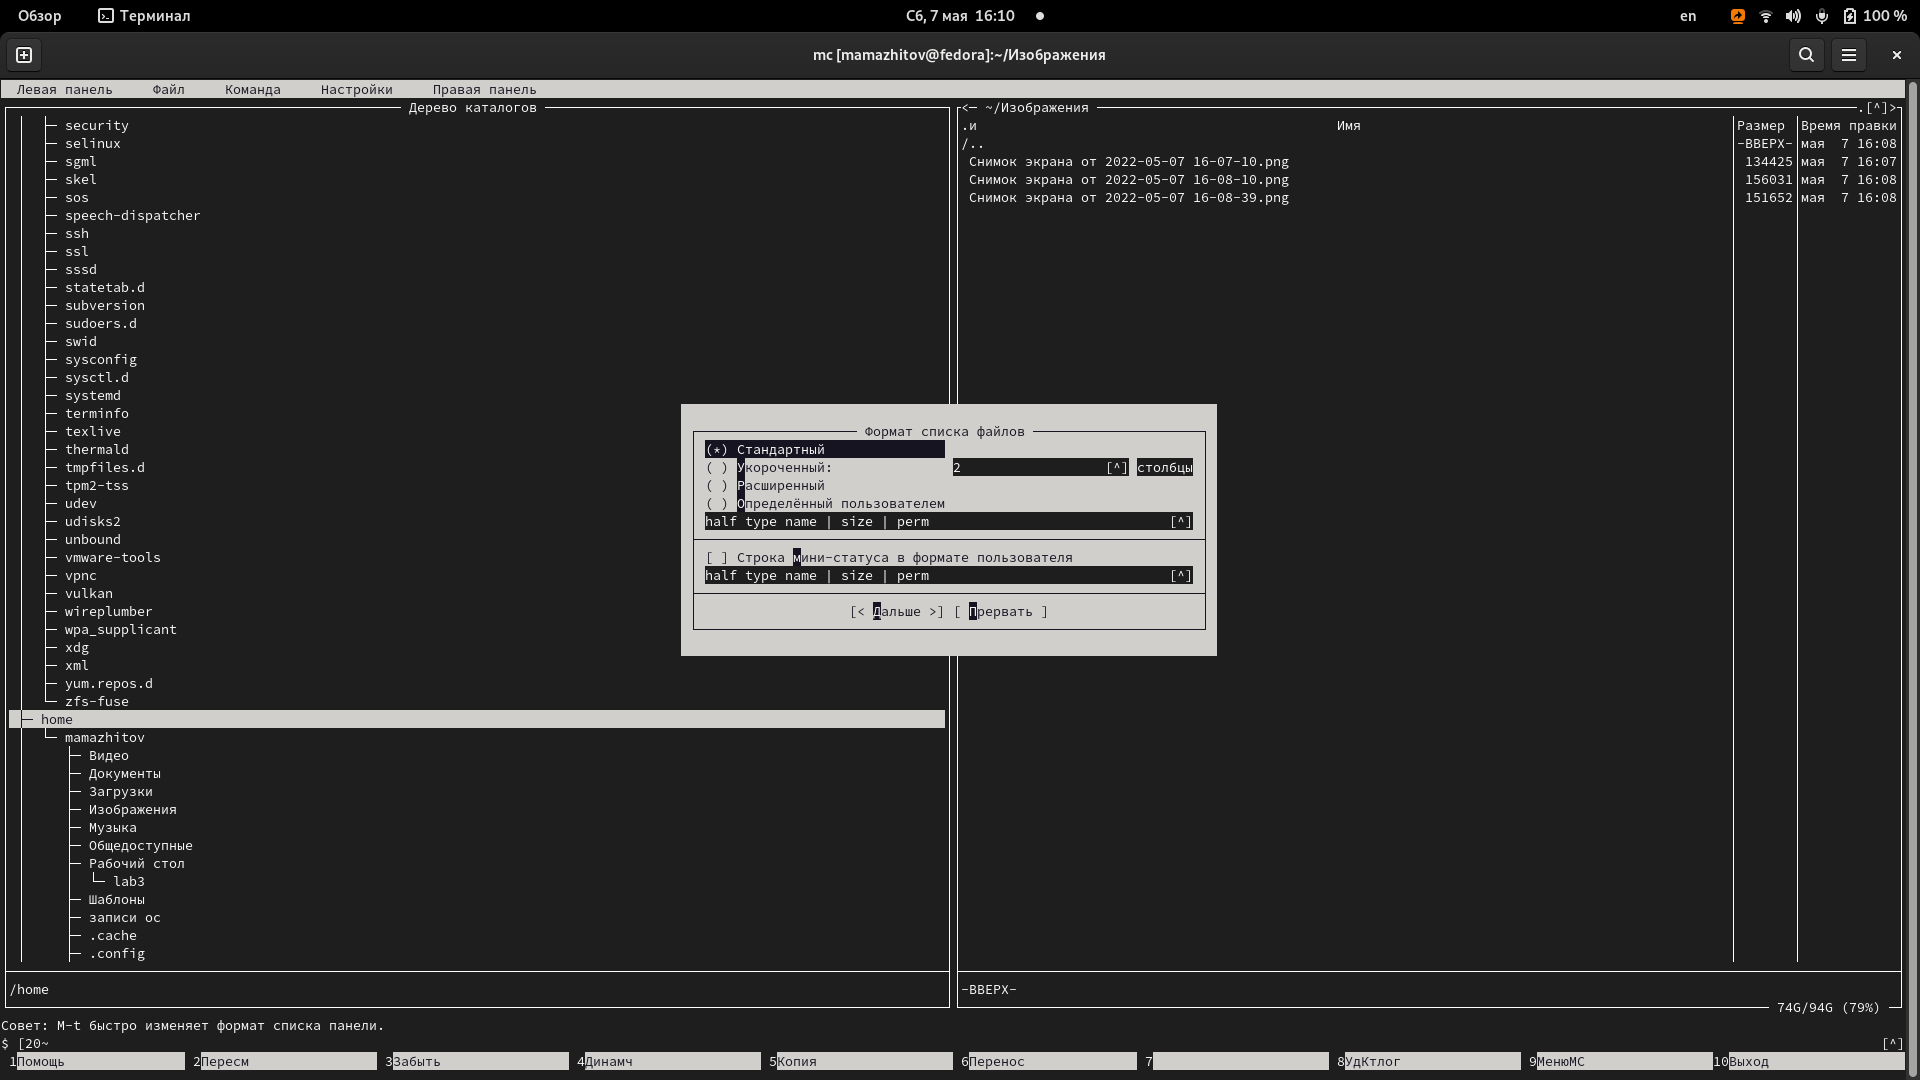 Обзор Терминал Сб, 7 мая 16:10 en 100 %
mc [mamazhitov@fedora]:~/Изображения
Левая панель Файл Команда Настройки Правая панель
Дерево каталогов
security
selinux
sgml
skel
sos
speech-dispatcher
ssh
ssl
sssd
statetab.d
subversion
sudoers.d
swid
sysconfig
sysctl.d
systemd
terminfo
texlive
thermald
tmpfiles.d
tpm2-tss
udev
udisks2
unbound
vmware-tools
vpnc
vulkan
wireplumber
wpa_supplicant
xdg
xml
yum.repos.d
zfs-fuse
home
mamazhitov
Видео
Документы
Загрузки
Изображения
Музыка
Общедоступные
Рабочий стол
lab3
Шаблоны
записи ос
.cache
.config
/home
<─ ~/Изображения .[^]>
.и Имя Размер Время правки
/.. -ВВЕРХ- мая 7 16:08
Снимок экрана от 2022-05-07 16-07-10.png 134425 мая 7 16:07
Снимок экрана от 2022-05-07 16-08-10.png 156031 мая 7 16:08
Снимок экрана от 2022-05-07 16-08-39.png 151652 мая 7 16:08
Формат списка файлов
(*) Стандартный
( ) Укороченный: 2 [^] столбцы
( ) Расширенный
( ) Определённый пользователем
half type name | size | perm [^]
[ ] Строка мини-статуса в формате пользователя
half type name | size | perm [^]
[< Дальше >] [ Прервать ]
-ВВЕРХ-
74G/94G (79%)
Совет: M-t быстро изменяет формат списка панели.
$ [20~ [^]
1Помощь 2Пересм 3Забыть 4Динамч 5Копия 6Перенос 7 8УдКтлог 9МенюМС 10Выход